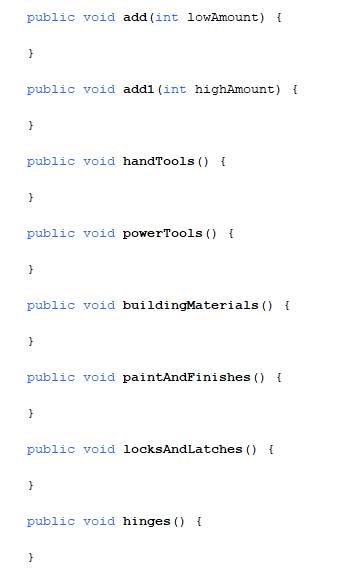 public void add(int lowAmount) {
}
public void add1(int highAmount) {
}
public void handTools() {
}
public void powerTools() {
}
public void buildingMaterials() {
}
public void paintAndFinishes() {
}
public void locksAndLatches() {
}
public void hinges() {
}